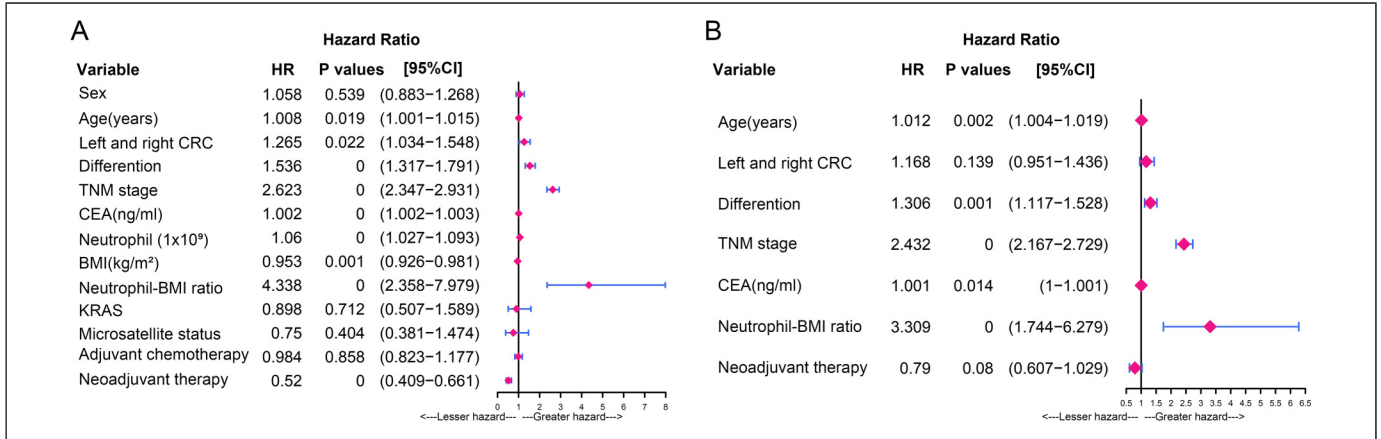 A
Hazard Ratio
Variable HR P values [95%CI]
Sex 1.058 0.539 (0.883−1.268)
Age(years) 1.008 0.019 (1.001−1.015)
Left and right CRC 1.265 0.022 (1.034−1.548)
Differention 1.536 0 (1.317−1.791)
TNM stage 2.623 0 (2.347−2.931)
CEA(ng/ml) 1.002 0 (1.002−1.003)
Neutrophil (1x10⁹) 1.06 0 (1.027−1.093)
BMI(kg/m²) 0.953 0.001 (0.926−0.981)
Neutrophil-BMI ratio 4.338 0 (2.358−7.979)
KRAS 0.898 0.712 (0.507−1.589)
Microsatellite status 0.75 0.404 (0.381−1.474)
Adjuvant chemotherapy 0.984 0.858 (0.823−1.177)
Neoadjuvant therapy 0.52 0 (0.409−0.661)
0 1 2 3 4 5 6 7 8
<---Lesser hazard--- ---Greater hazard--->
B
Hazard Ratio
Variable HR P values [95%CI]
Age(years) 1.012 0.002 (1.004−1.019)
Left and right CRC 1.168 0.139 (0.951−1.436)
Differention 1.306 0.001 (1.117−1.528)
TNM stage 2.432 0 (2.167−2.729)
CEA(ng/ml) 1.001 0.014 (1−1.001)
Neutrophil-BMI ratio 3.309 0 (1.744−6.279)
Neoadjuvant therapy 0.79 0.08 (0.607−1.029)
0.5 1 1.5 2 2.5 3 3.5 4 4.5 5 5.5 6 6.5
<---Lesser hazard--- ---Greater hazard--->